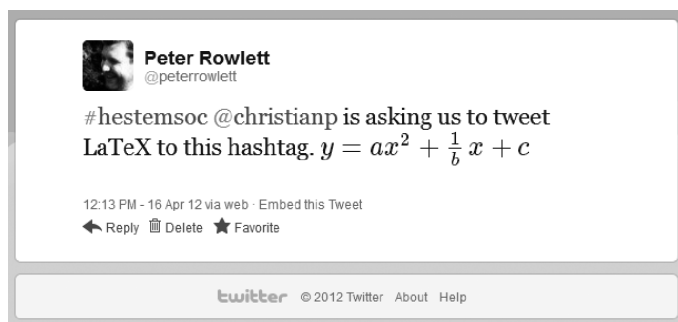 Peter Rowlett
@peterrowlett
#hestemsoc @christianp is asking us to tweet
LaTeX to this hashtag. y = ax² + 1/b x + c
12:13 PM - 16 Apr 12 via web · Embed this Tweet
Reply Delete Favorite
twitter © 2012 Twitter About Help